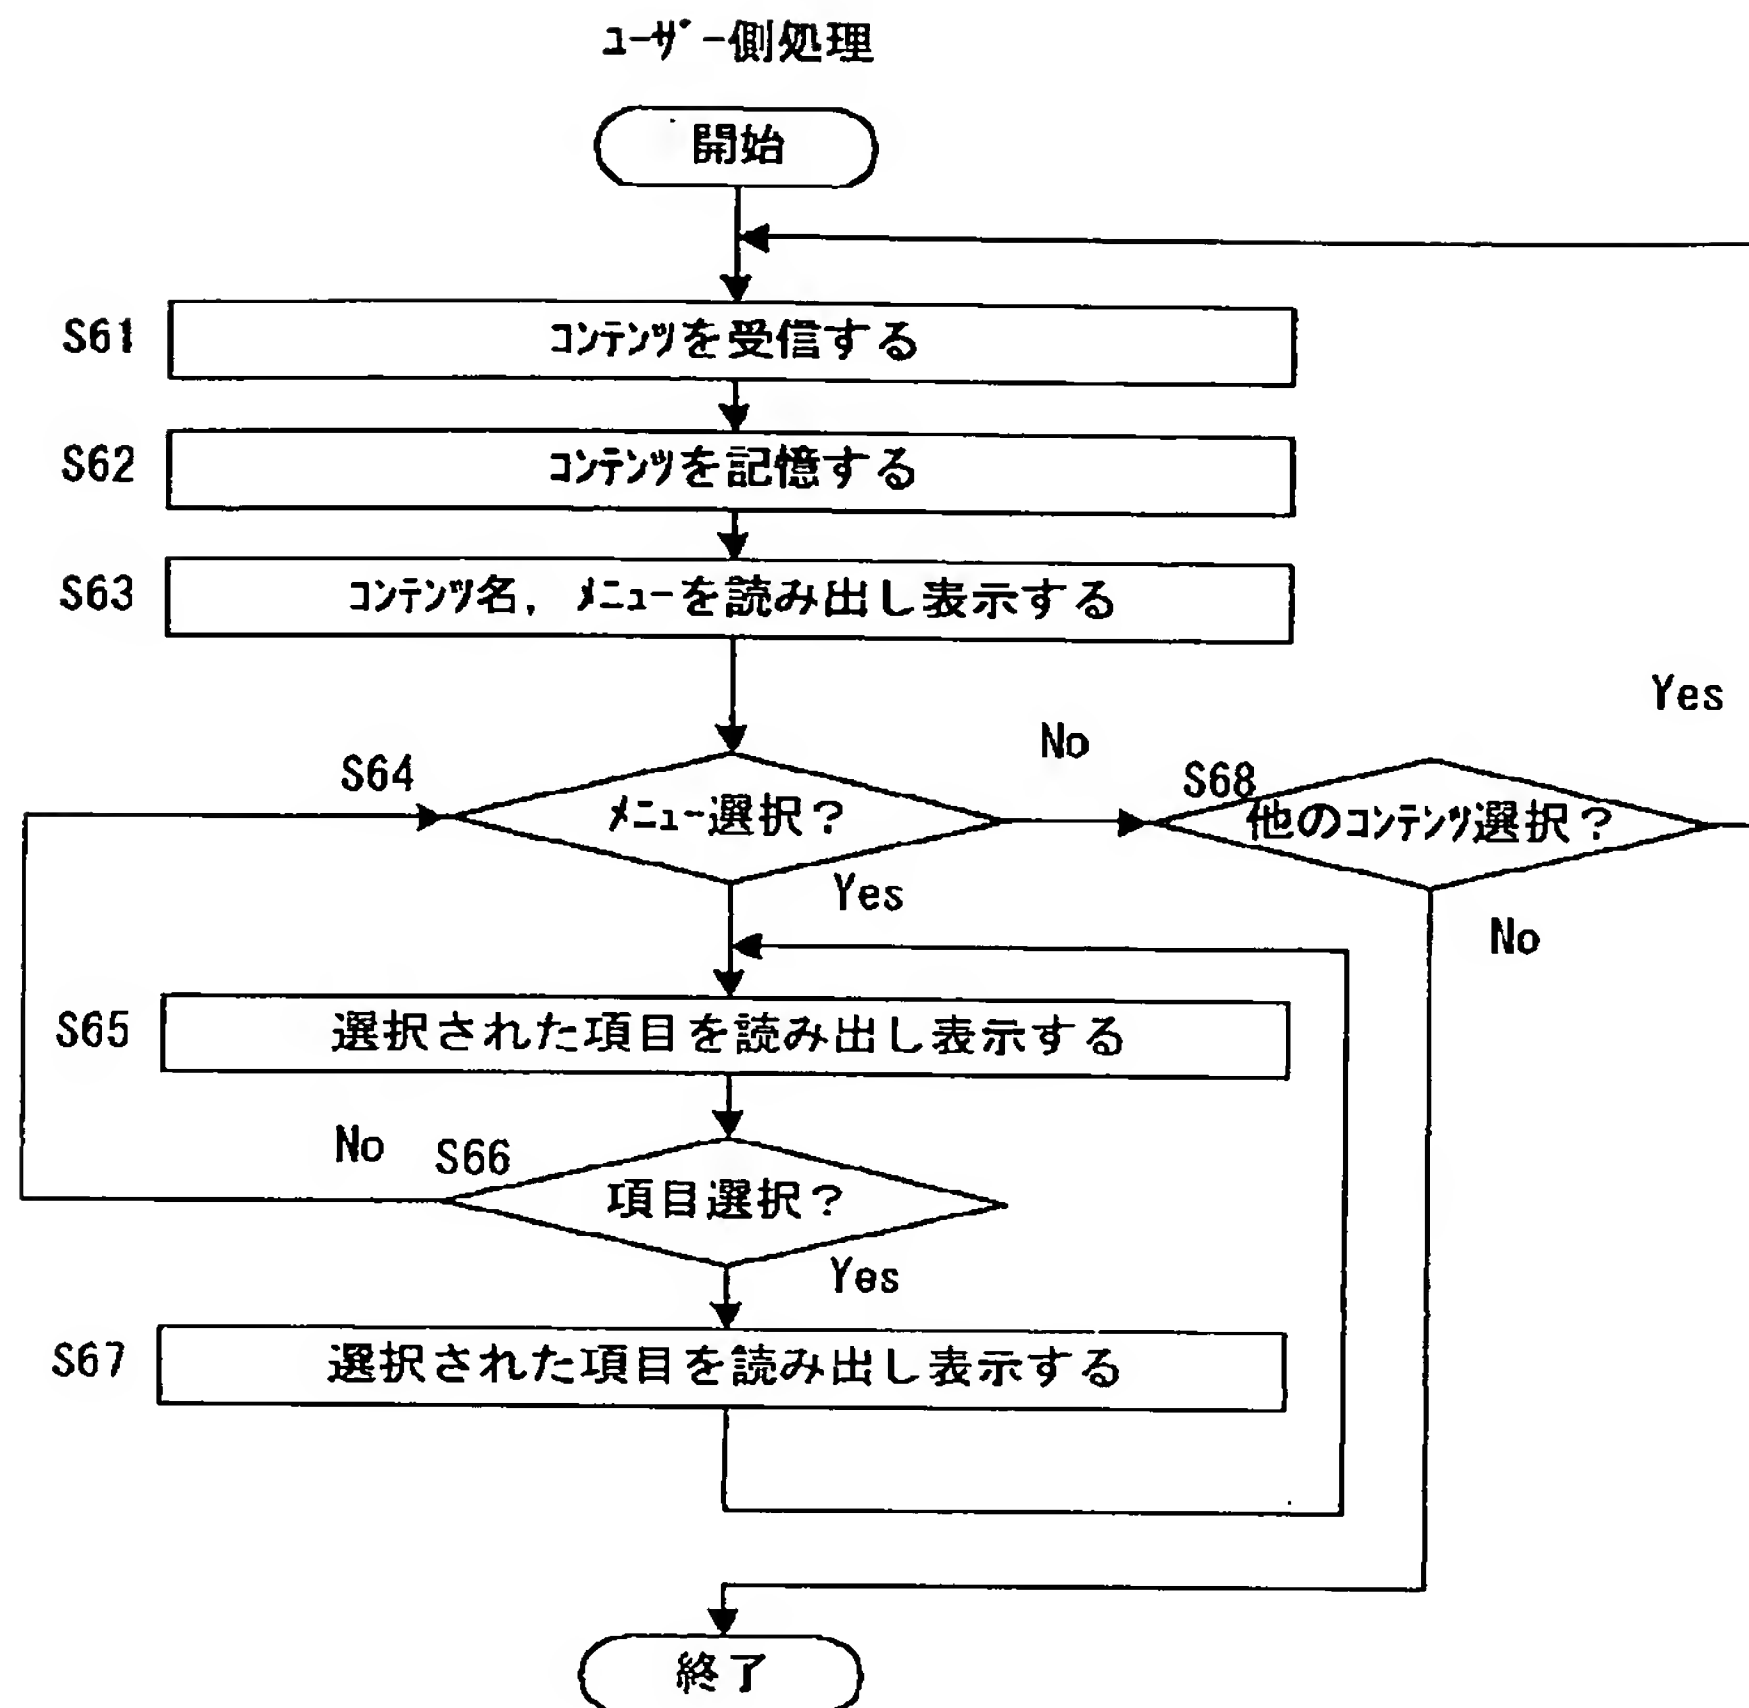 ユーザー側処理
開始
S61
コンテンツを受信する
S62
コンテンツを記憶する
S63
コンテンツ名，メニューを読み出し表示する
Yes
No
S64
S68
メニュー選択？
他のコンテンツ選択？
Yes
No
S65
選択された項目を読み出し表示する
No
S66
項目選択？
Yes
S67
選択された項目を読み出し表示する
終了